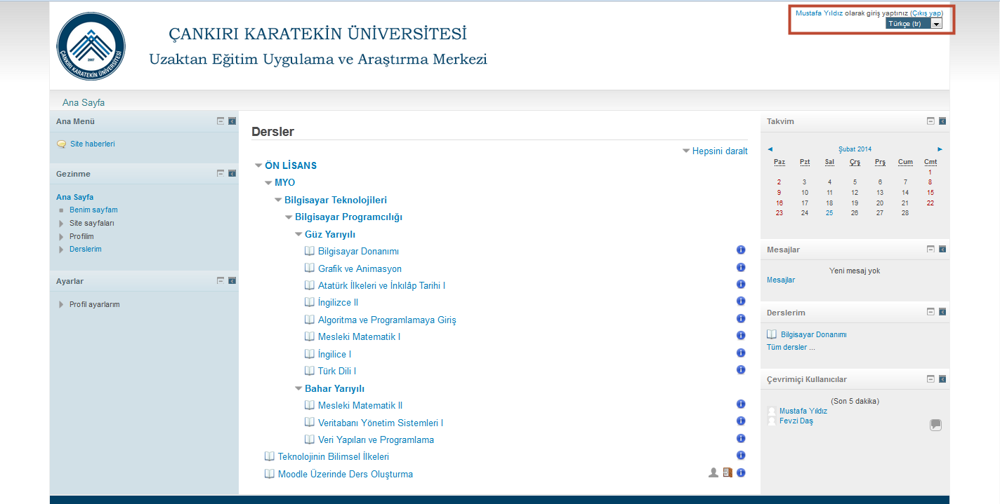 Mustafa Yıldız olarak giriş yaptınız (Çıkış yap)
Türkçe (tr)
ÇANKIRI KARATEKİN ÜNİVERSİTESİ
Uzaktan Eğitim Uygulama ve Araştırma Merkezi
ÇANKIRI KARATEKİN ÜNİVERSİTESİ
2007
Ana Sayfa
Ana Menü
Site haberleri
Gezinme
Ana Sayfa
Benim sayfam
Site sayfaları
Profilim
Derslerim
Ayarlar
Profil ayarlarım
Dersler
Hepsini daralt
ÖN LİSANS
MYO
Bilgisayar Teknolojileri
Bilgisayar Programcılığı
Güz Yarıyılı
Bilgisayar Donanımı
Grafik ve Animasyon
Atatürk İlkeleri ve İnkılâp Tarihi I
İngilizce II
Algoritma ve Programlamaya Giriş
Mesleki Matematik I
İngilice I
Türk Dili I
Bahar Yarıyılı
Mesleki Matematik II
Veritabanı Yönetim Sistemleri I
Veri Yapıları ve Programlama
Teknolojinin Bilimsel İlkeleri
Moodle Üzerinde Ders Oluşturma
Takvim
Şubat 2014
Paz Pzt Sal Çrş Prş Cum Cmt
1
2 3 4 5 6 7 8
9 10 11 12 13 14 15
16 17 18 19 20 21 22
23 24 25 26 27 28
Mesajlar
Yeni mesaj yok
Mesajlar
Derslerim
Bilgisayar Donanımı
Tüm dersler ...
Çevrimiçi Kullanıcılar
(Son 5 dakika)
Mustafa Yıldız
Fevzi Daş